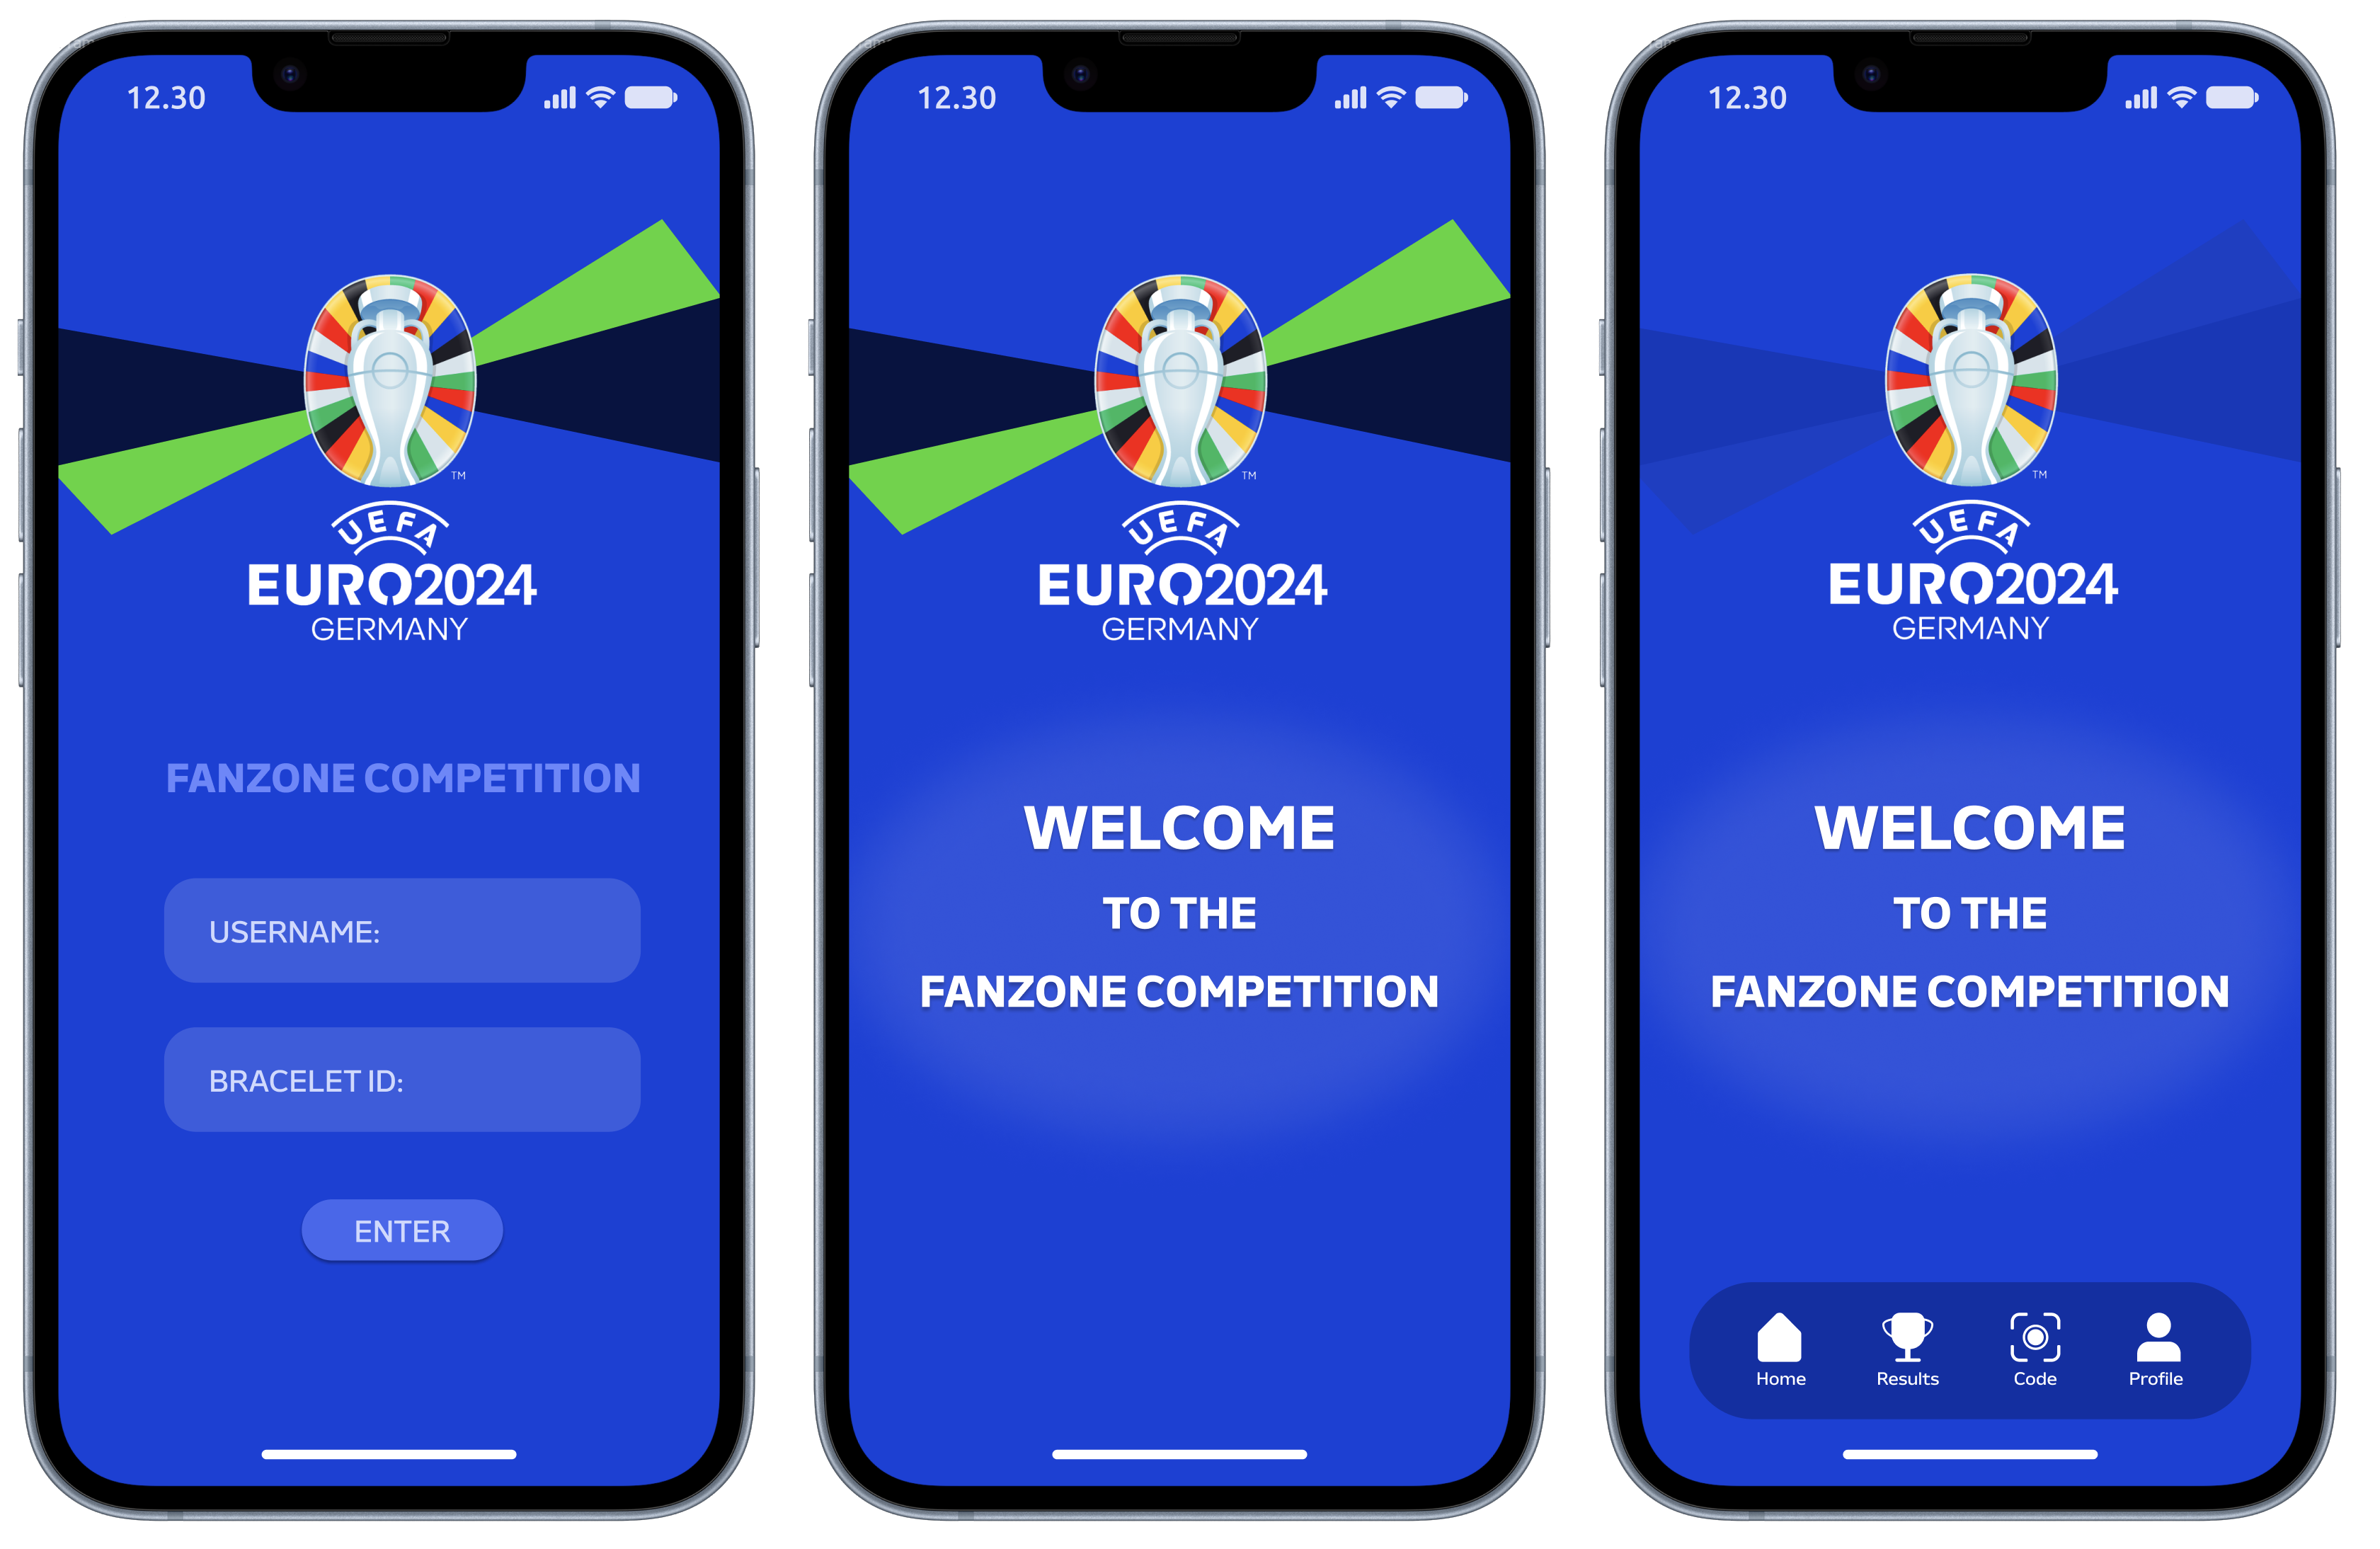 12.30
TM
UEFA
EURO2024
GERMANY
FANZONE COMPETITION
USERNAME:
BRACELET ID:
ENTER
12.30
TM
UEFA
EURO2024
GERMANY
WELCOME
TO THE
FANZONE COMPETITION
12.30
TM
UEFA
EURO2024
GERMANY
WELCOME
TO THE
FANZONE COMPETITION
Home Results Code Profile